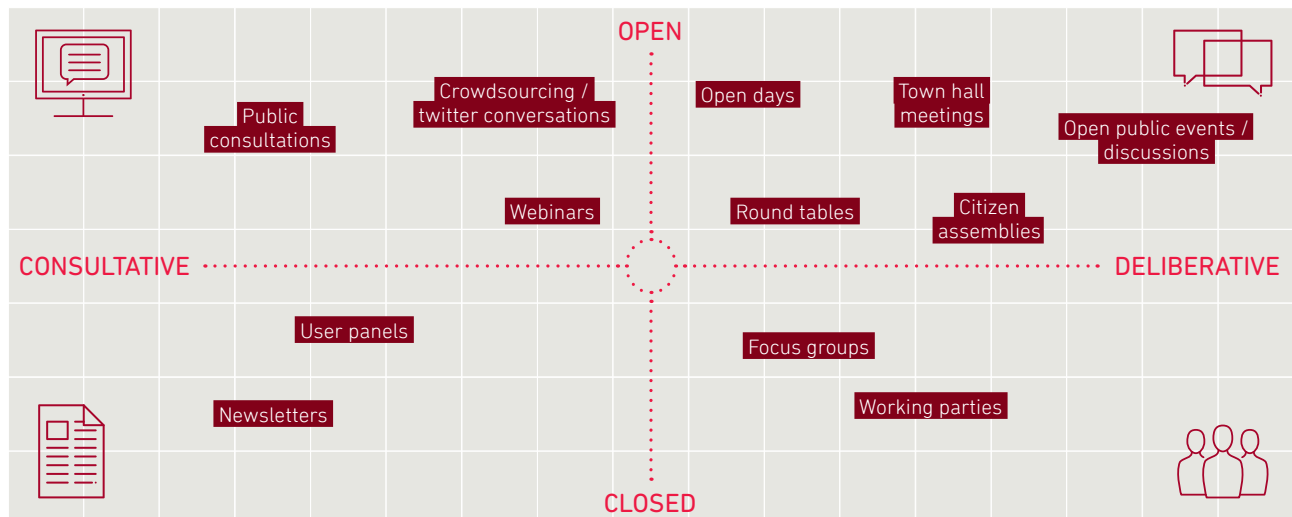 OPEN
Crowdsourcing /
twitter conversations
Open days
Town hall
meetings
Public
consultations
Open public events /
discussions
Webinars
Round tables
Citizen
assemblies
CONSULTATIVE
DELIBERATIVE
User panels
Focus groups
Newsletters
Working parties
CLOSED